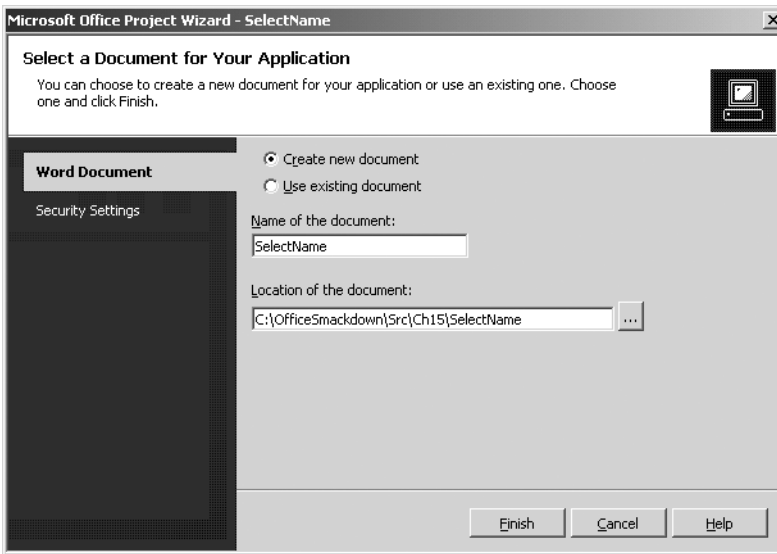 Microsoft Office Project Wizard - SelectName
Select a Document for Your Application
You can choose to create a new document for your application or use an existing one. Choose
one and click Finish.
Word Document
Security Settings
Create new document
Use existing document
Name of the document:
SelectName
Location of the document:
C:\OfficeSmackdown\Src\Ch15\SelectName
...
Finish
Cancel
Help